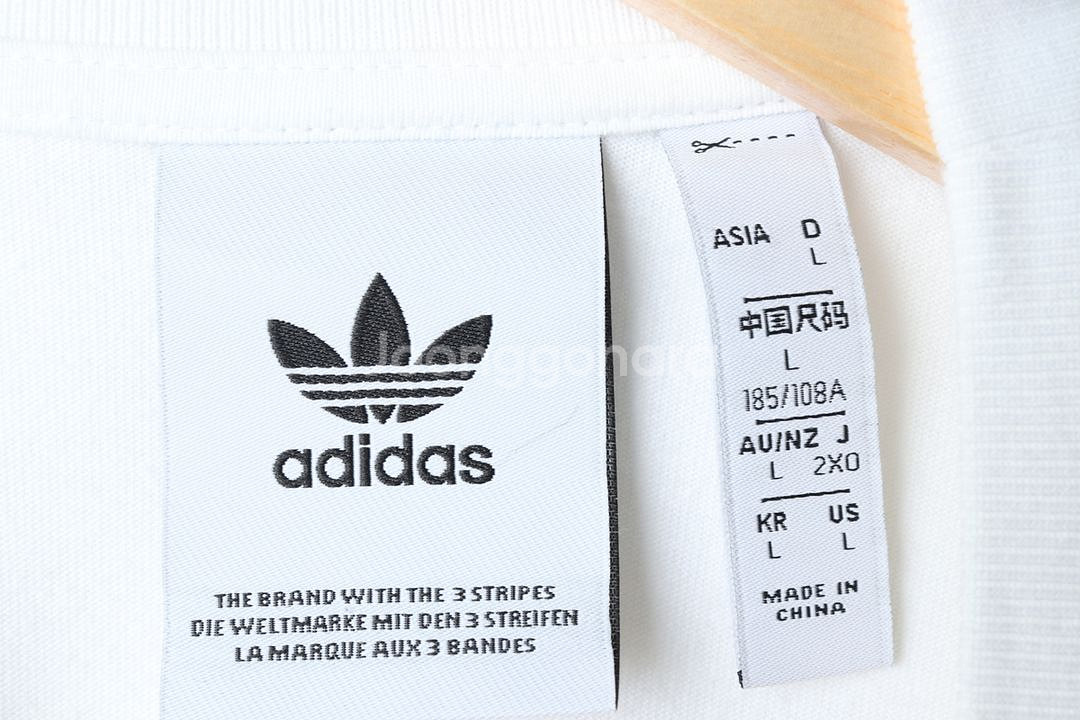 adidas
THE BRAND WITH THE 3 STRIPES
DIE WELTMARKE MIT DEN 3 STREIFEN
LA MARQUE AUX 3 BANDES
ASIA D
L
中国尺码
L
185/108A
AU/NZ J
L 2XO
KR US
L L
MADE IN
CHINA